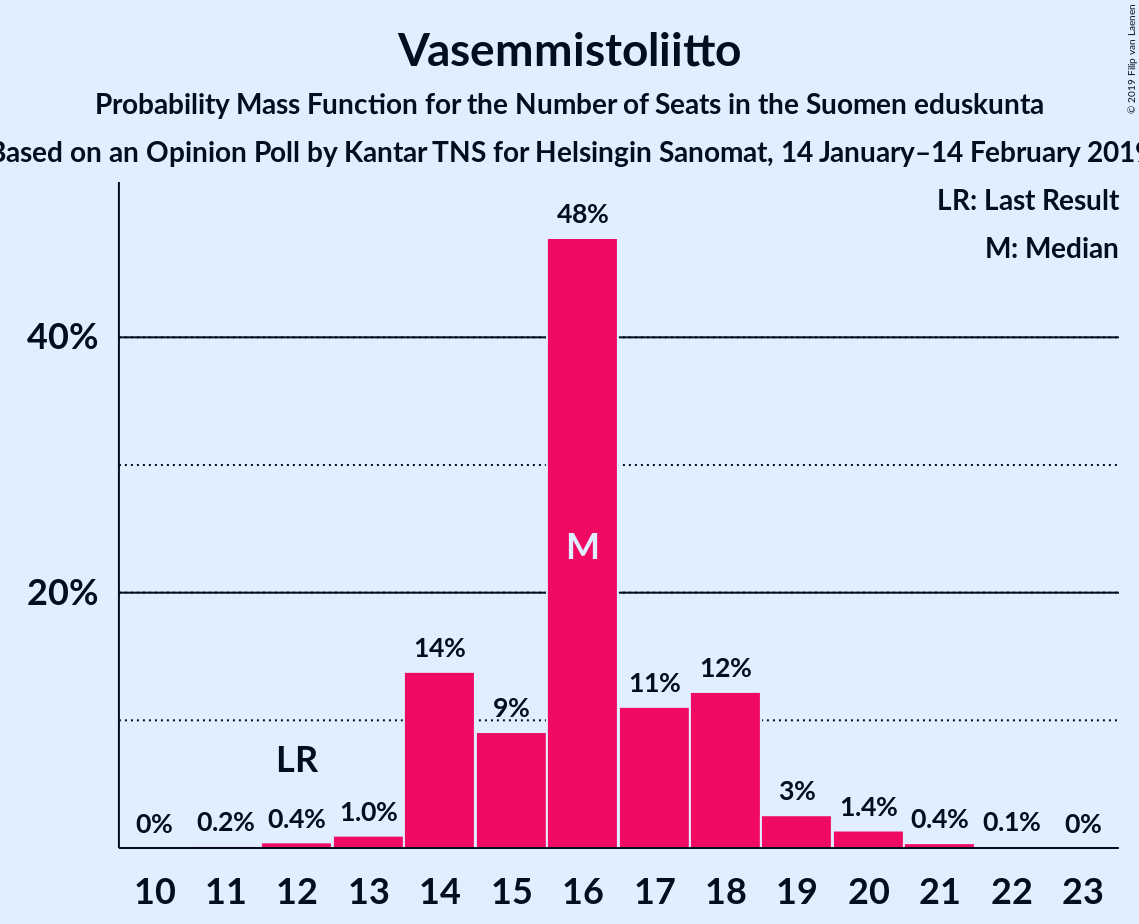 Vasemmistoliitto
Probability Mass Function for the Number of Seats in the Suomen eduskunta
Based on an Opinion Poll by Kantar TNS for Helsingin Sanomat, 14 January–14 February 2019
© 2019 Filip van Laenen
LR: Last Result
M: Median
48%
40%
M
20%
14%
12%
11%
9%
LR
3%
1.4%
1.0%
0.4%
0.4%
0.2%
0.1%
0%
0%
10 11 12 13 14 15 16 17 18 19 20 21 22 23